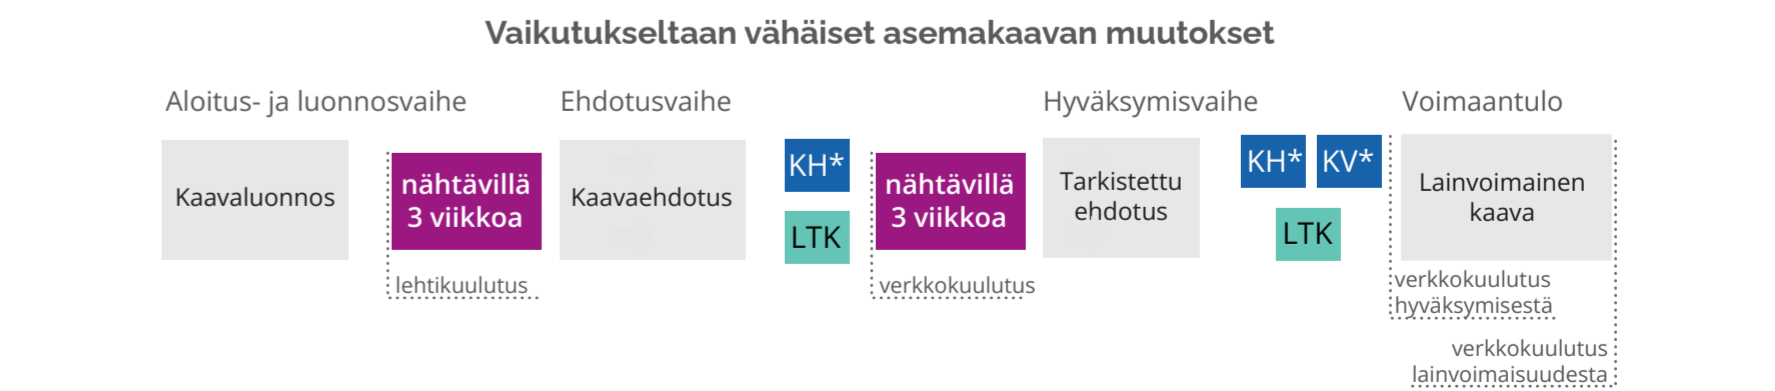 Vaikutukseltaan vähäiset asemakaavan muutokset
Aloitus- ja luonnosvaihe
Kaavaluonnos
nähtävillä
3 viikkoa
lehtikuulutus
Ehdotusvaihe
Kaavaehdotus
KH*
LTK
nähtävillä
3 viikkoa
verkkokuulutus
Hyväksymisvaihe
Tarkistettu
ehdotus
KH*
KV*
LTK
Voimaantulo
Lainvoimainen
kaava
verkkokuulutus
hyväksymisestä
verkkokuulutus
lainvoimaisuudesta